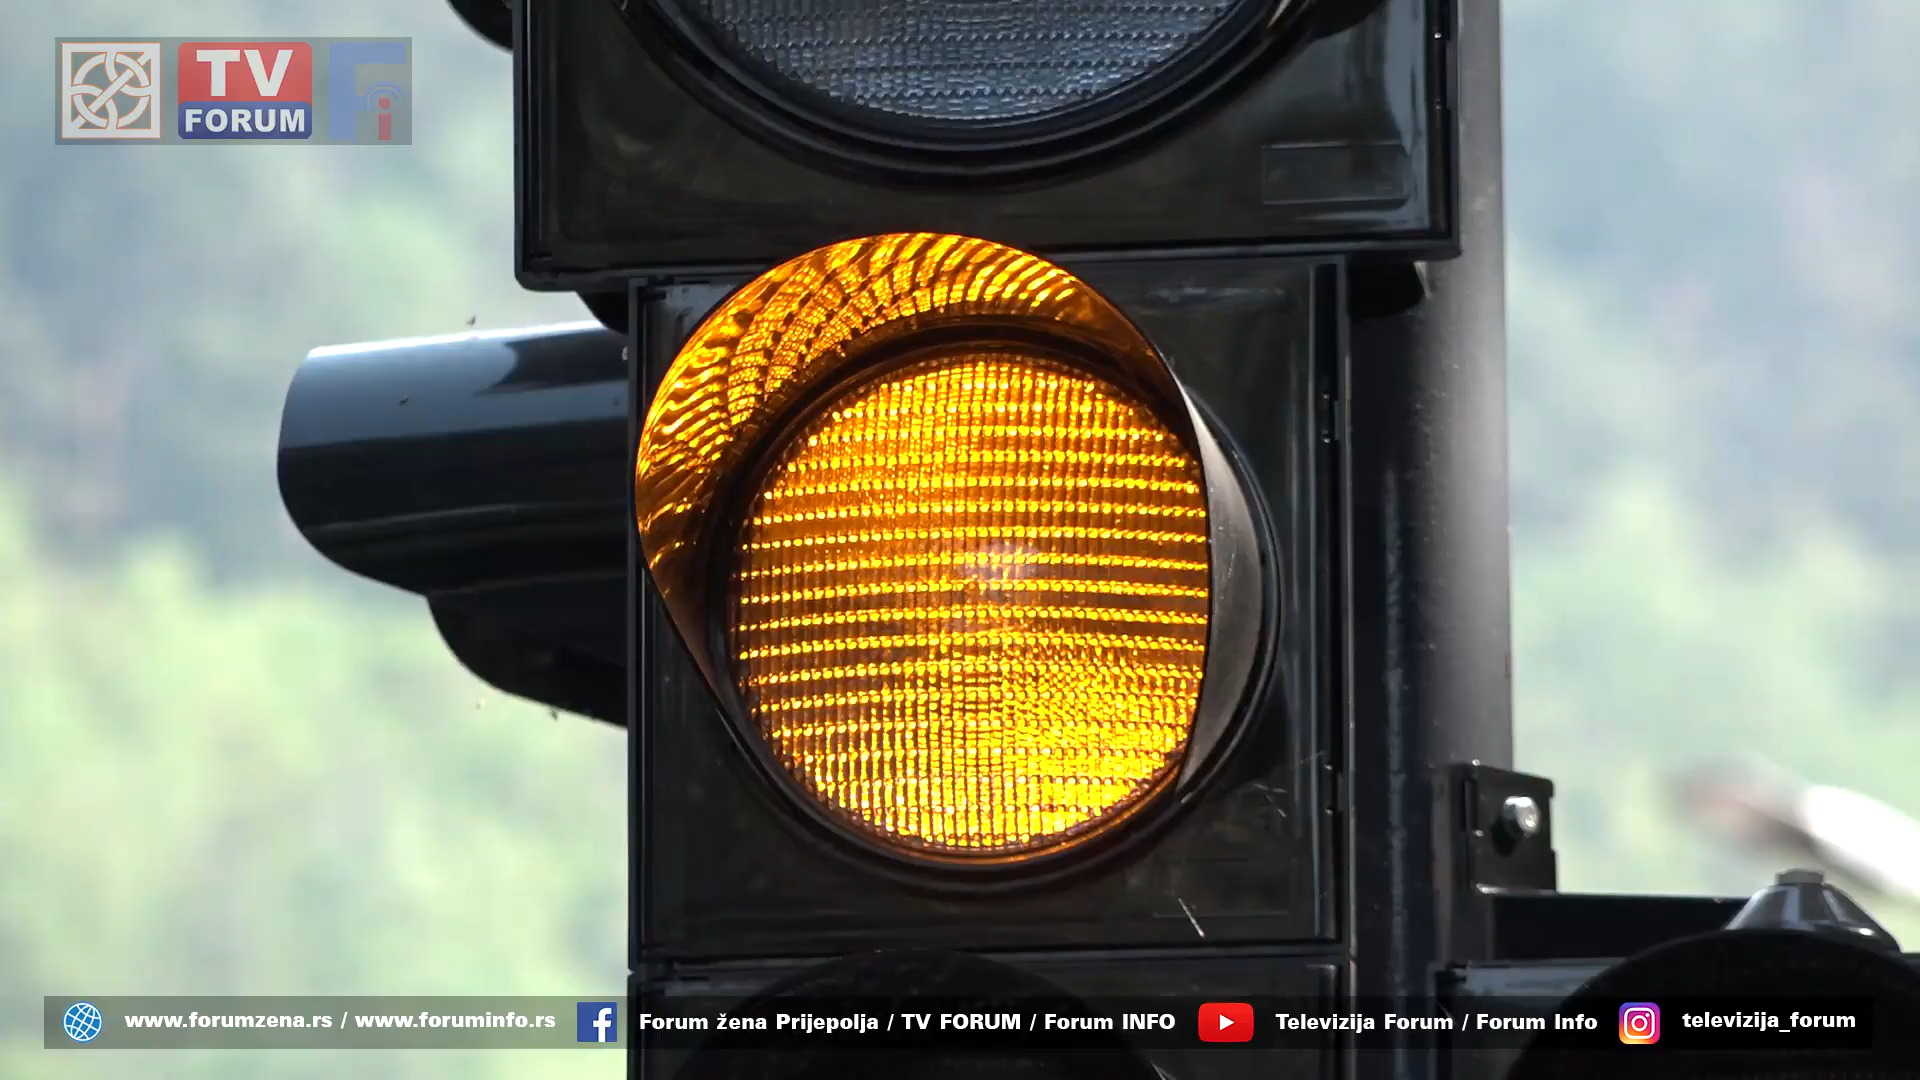 TV
FORUM
Fi
www.forumzena.rs / www.foruminfo.rs
Forum žena Prijepolja / TV FORUM / Forum INFO
Televizija Forum / Forum Info
televizija_forum